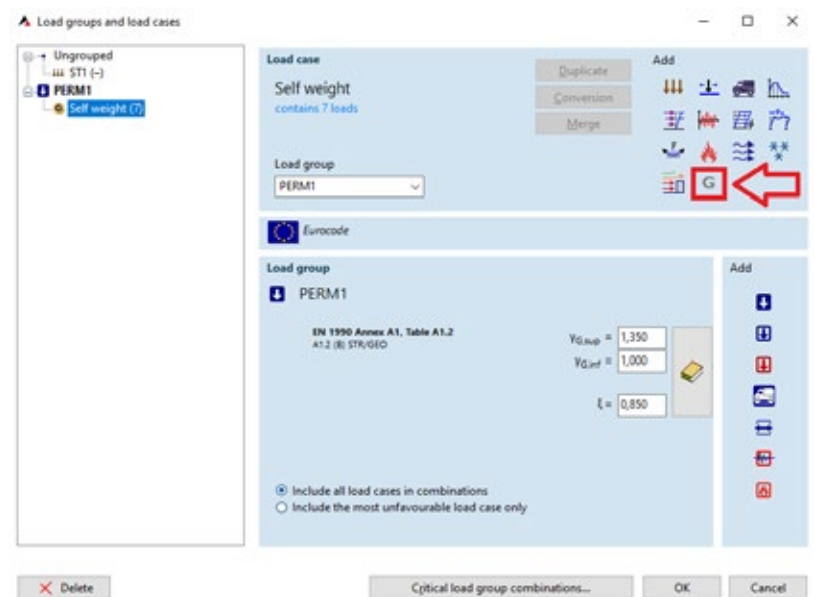 Load groups and load cases
Ungrouped
ST1 (-)
PERM1
Self weight (7)
Load case
Self weight
contains 7 loads
Load group
PERM1
Duplicate
Conversion
Merge
Add
G
Eurocode
Load group
PERM1
EN 1990 Annex A1, Table A1.2
A1.2 (B) STR/GEO
γG,sup = 1,350
γG,inf = 1,000
ξ = 0,850
Include all load cases in combinations
Include the most unfavourable load case only
Add
Delete
Critical load group combinations...
OK
Cancel